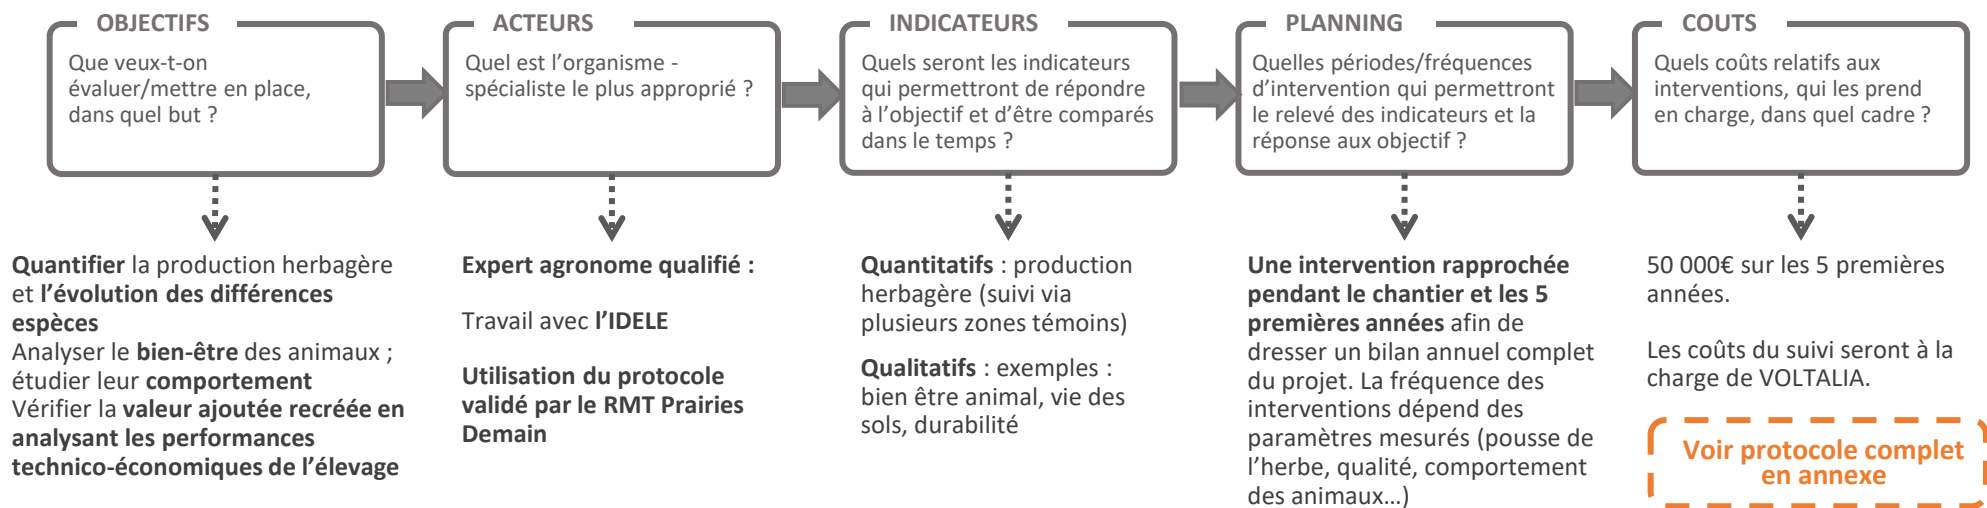 OBJECTIFS
Que veux-t-on
évaluer/mettre en place,
dans quel but ?
ACTEURS
Quel est l’organisme -
spécialiste le plus approprié ?
INDICATEURS
Quels seront les indicateurs
qui permettront de répondre
à l’objectif et d’être comparés
dans le temps ?
PLANNING
Quelles périodes/fréquences
d’intervention qui permettront
le relevé des indicateurs et la
réponse aux objectif ?
COUTS
Quels coûts relatifs aux
interventions, qui les prend
en charge, dans quel cadre ?
Quantifier la production herbagère
et l’évolution des différences
espèces
Analyser le bien-être des animaux ;
étudier leur comportement
Vérifier la valeur ajoutée recréée en
analysant les performances
technico-économiques de l’élevage
Expert agronome qualifié :
Travail avec l’IDELE
Utilisation du protocole
validé par le RMT Prairies
Demain
Quantitatifs : production
herbagère (suivi via
plusieurs zones témoins)
Qualitatifs : exemples :
bien être animal, vie des
sols, durabilité
Une intervention rapprochée
pendant le chantier et les 5
premières années afin de
dresser un bilan annuel complet
du projet. La fréquence des
interventions dépend des
paramètres mesurés (pousse de
l’herbe, qualité, comportement
des animaux…)
50 000€ sur les 5 premières
années.
Les coûts du suivi seront à la
charge de VOLTALIA.
Voir protocole complet
en annexe